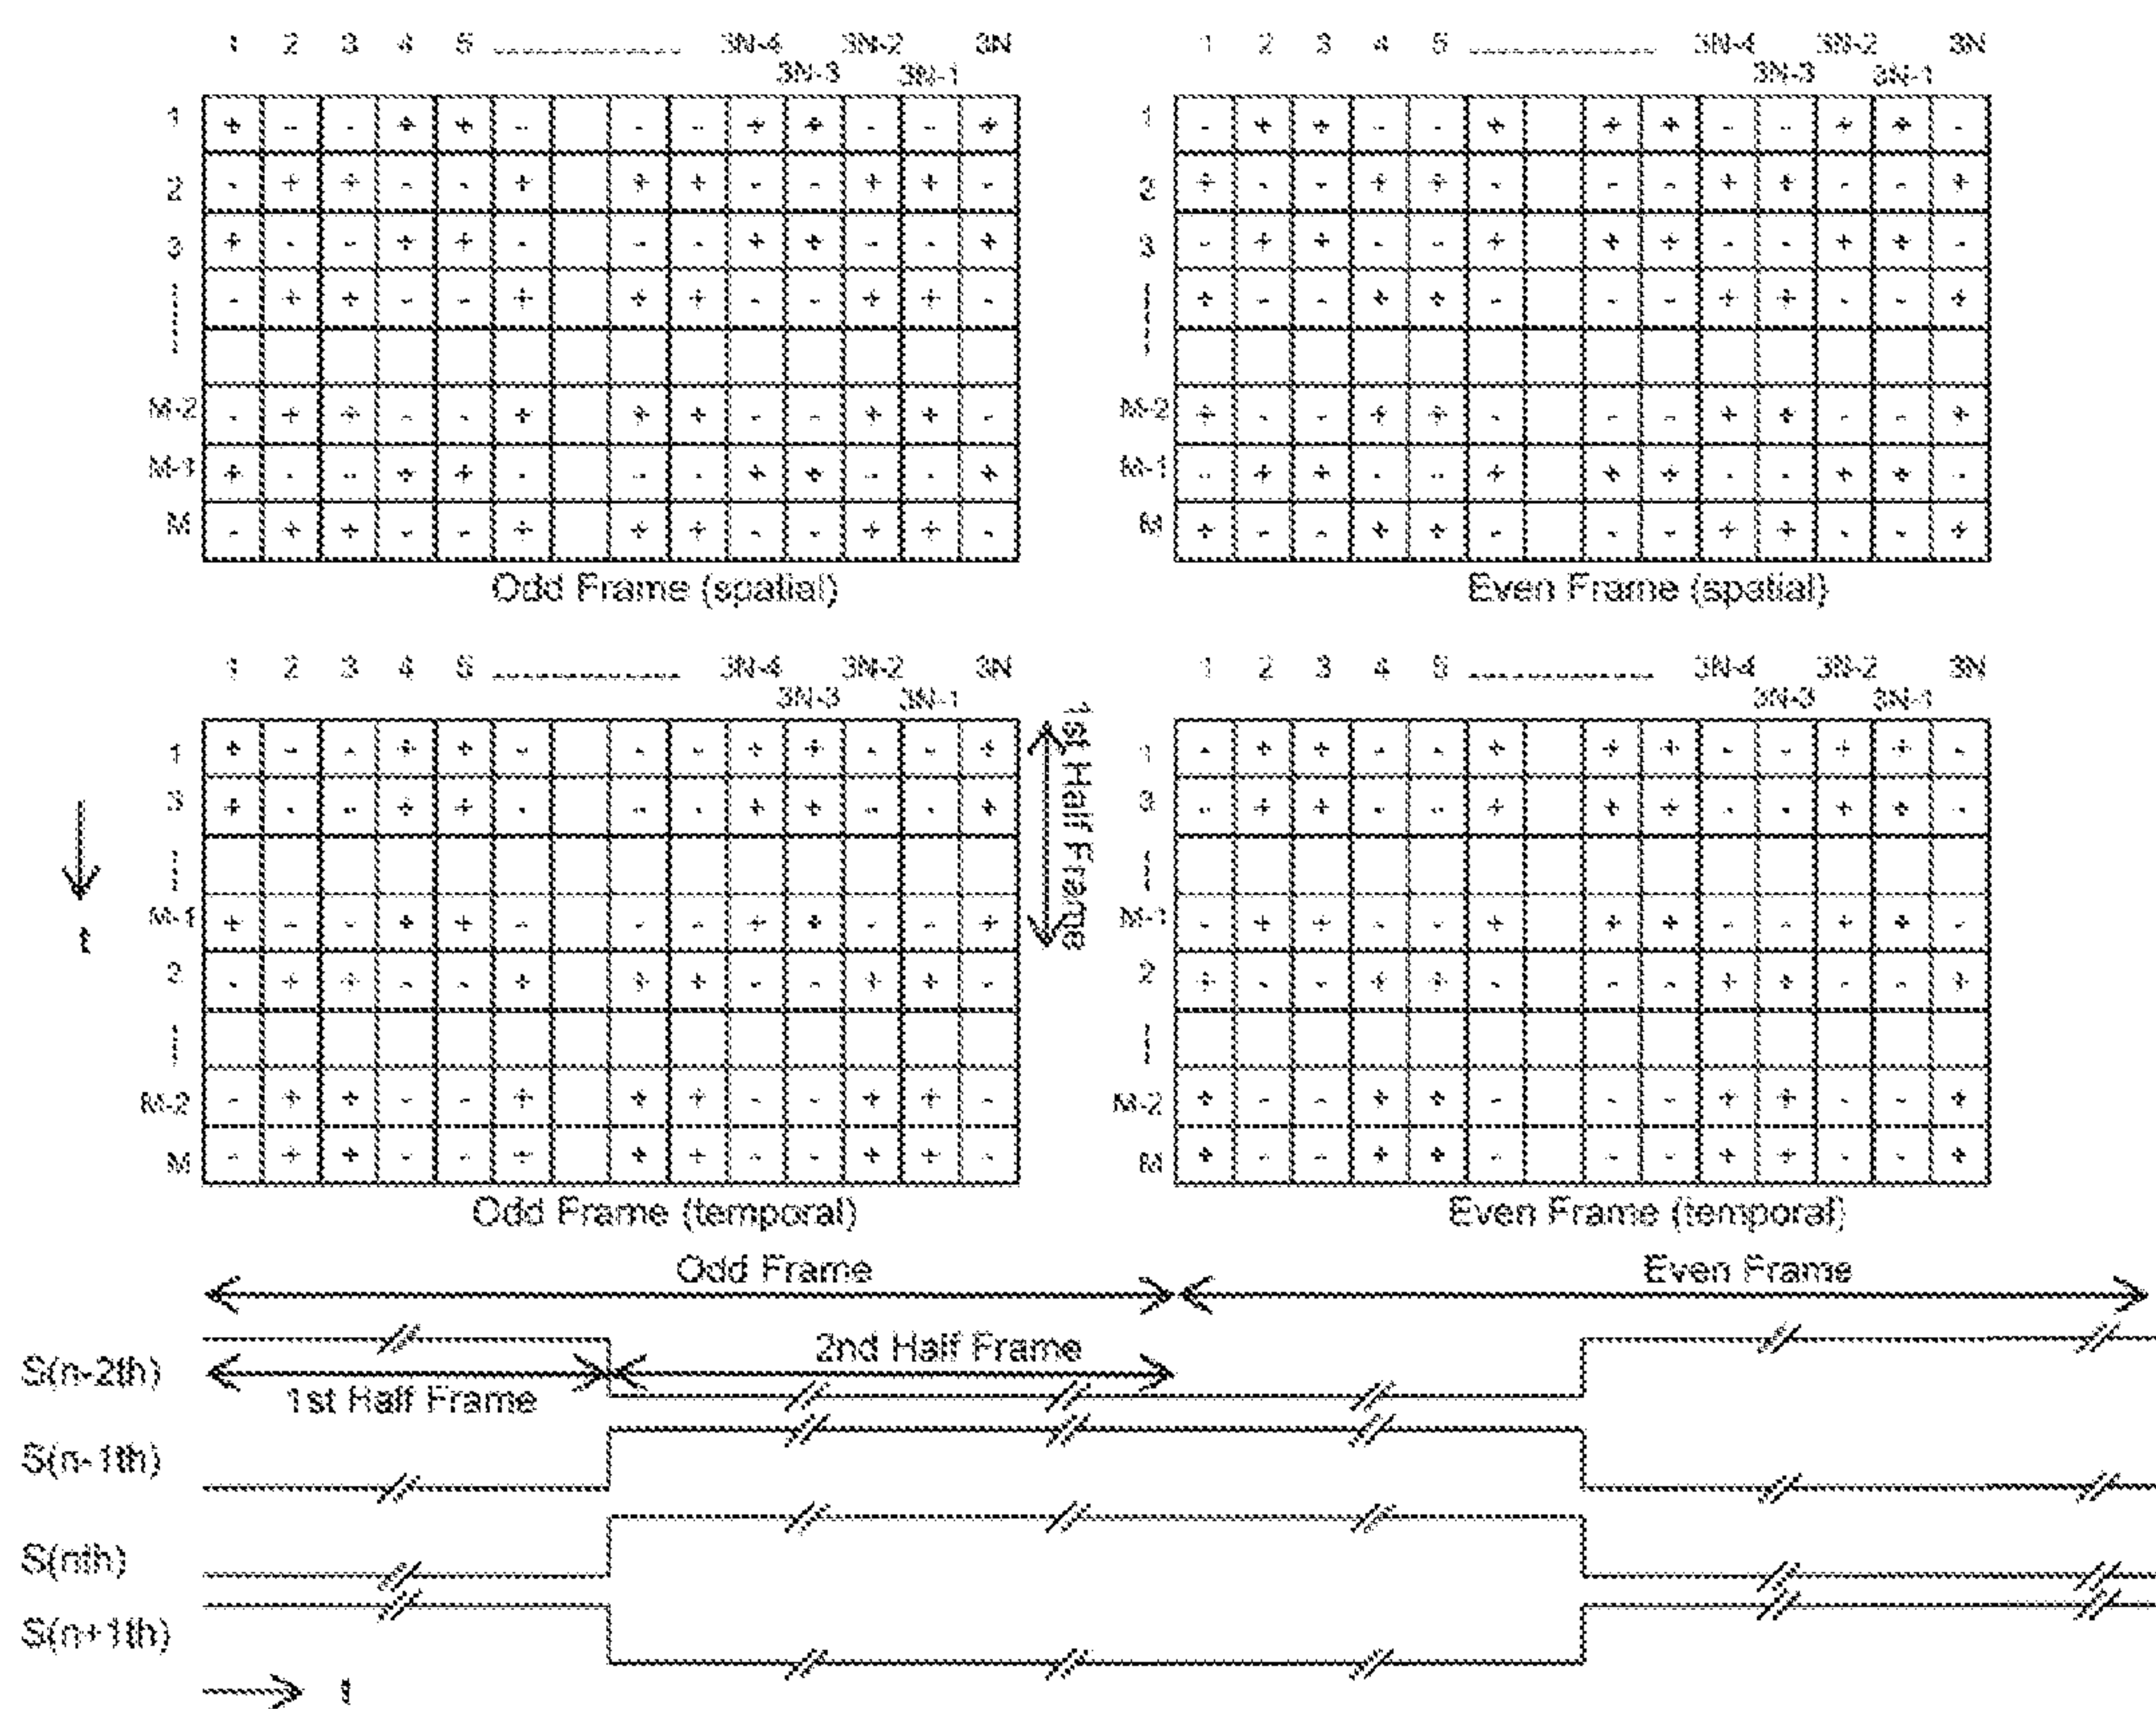 1 2 3 4 5 .................... 3N-4 3N-2 3N
3N-3 3N-1
1 + - - + + - - - + + - - +
2 - + + - - + + + - - + + -
3 + - - + + - - - + + - - +
- + + - - + + + - - + + -
M-2 - + + - - + + + - - + + -
M-1 + - - + + - - - + + - - +
M - + + - - + + + - - + + -
Odd Frame (spatial)
1 2 3 4 5 .................... 3N-4 3N-2 3N
3N-3 3N-1
1 - + + - - + + + - - + + -
2 + - - + + - - - + + - - +
3 - + + - - + + + - - + + -
+ - - + + - - - + + - - +
M-2 + - - + + - - - + + - - +
M-1 - + + - - + + + - - + + -
M + - - + + - - - + + - - +
Even Frame (spatial)
1 2 3 4 5 .................... 3N-4 3N-2 3N
3N-3 3N-1
1 + - - + + - - - + + - - +
3 + - - + + - - - + + - - +
M-1 + - - + + - - - + + - - +
2 - + + - - + + + - - + + -
M-2 - + + - - + + + - - + + -
M - + + - - + + + - - + + -
t
1st Half Frame
Odd Frame (temporal)
1 2 3 4 5 .................... 3N-4 3N-2 3N
3N-3 3N-1
1 - + + - - + + + - - + + -
3 - + + - - + + + - - + + -
M-1 - + + - - + + + - - + + -
2 + - - + + - - - + + - - +
M-2 + - - + + - - - + + - - +
M + - - + + - - - + + - - +
Even Frame (temporal)
Odd Frame Even Frame
S(n-2th) 2nd Half Frame
1st Half Frame
S(n-1th)
S(nth)
S(n+1th)
t